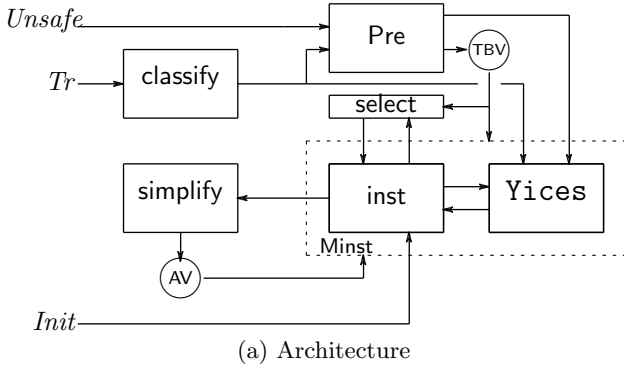 Unsafe
Pre
TBV
Tr
classify
select
simplify
inst
Yices
Minst
AV
Init
(a) Architecture